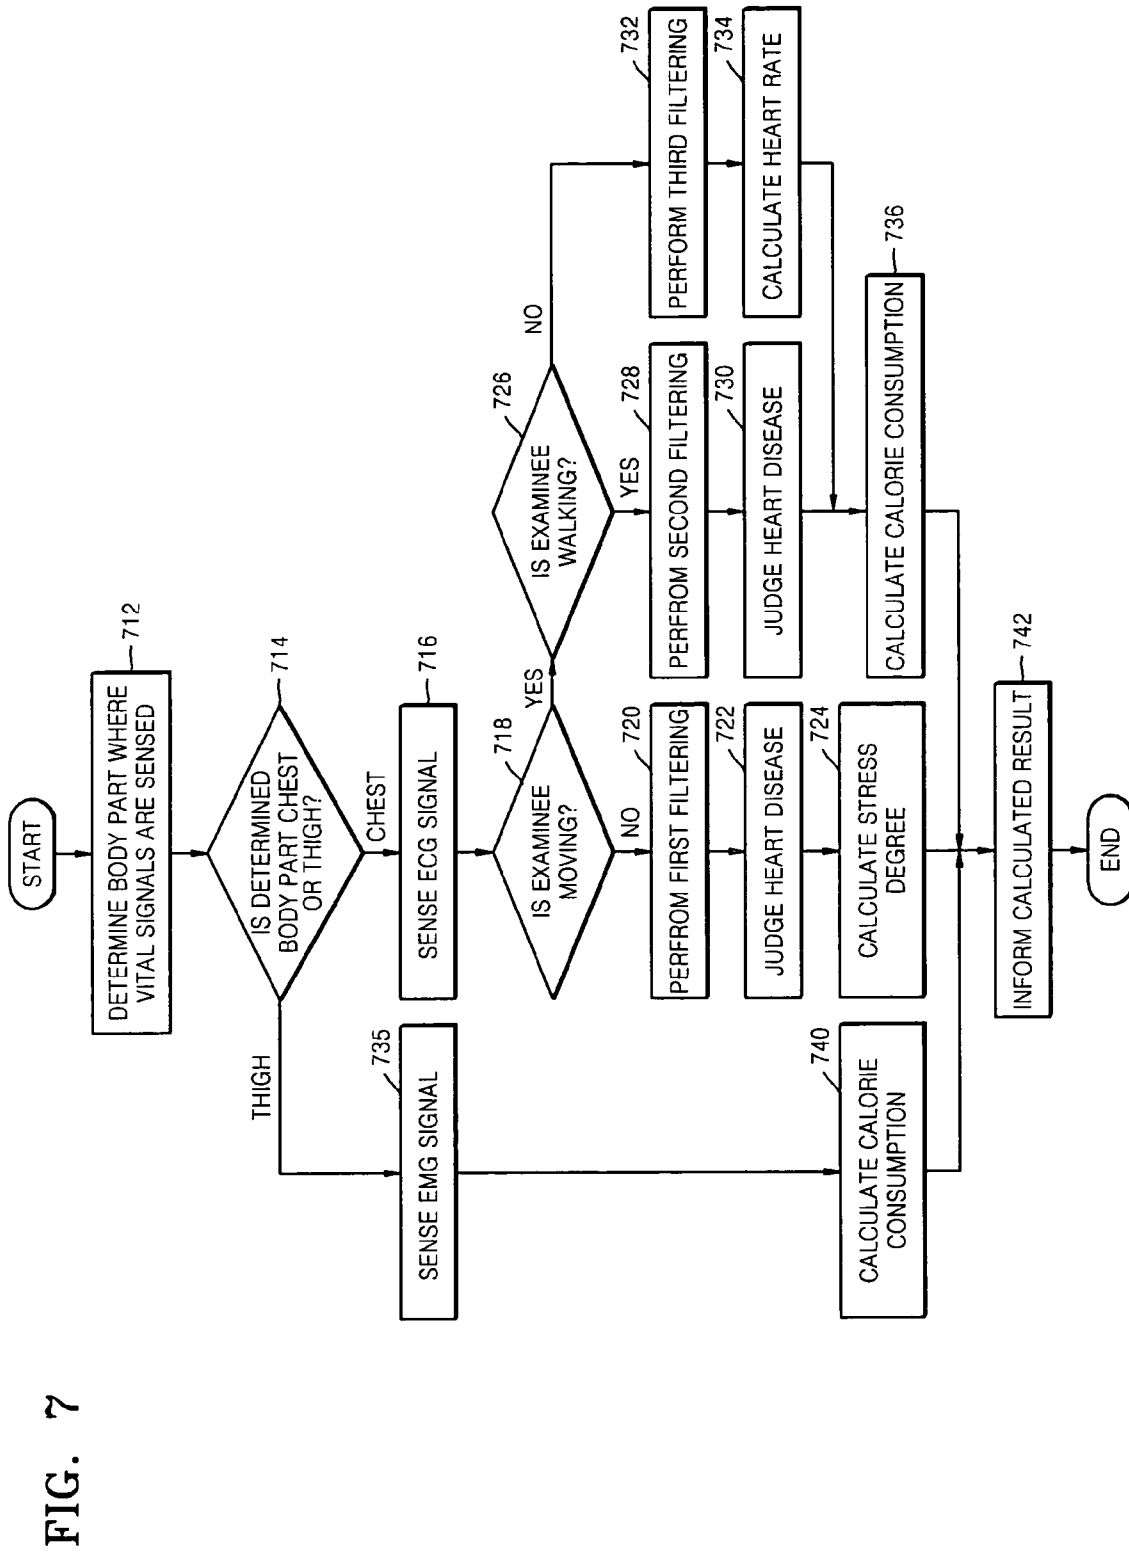 FIG. 7
START
DETERMINE BODY PART WHERE
VITAL SIGNALS ARE SENSED
712
IS DETERMINED
BODY PART CHEST
OR THIGH?
714
THIGH
CHEST
SENSE EMG SIGNAL
735
SENSE ECG SIGNAL
716
IS EXAMINEE
MOVING?
718
YES
NO
IS EXAMINEE
WALKING?
726
NO
YES
PERFROM FIRST FILTERING
720
PERFROM SECOND FILTERING
728
PERFORM THIRD FILTERING
732
JUDGE HEART DISEASE
722
JUDGE HEART DISEASE
730
CALCULATE HEART RATE
734
CALCULATE CALORIE
CONSUMPTION
740
CALCULATE STRESS
DEGREE
724
CALCULATE CALORIE CONSUMPTION
736
INFORM CALCULATED RESULT
742
END